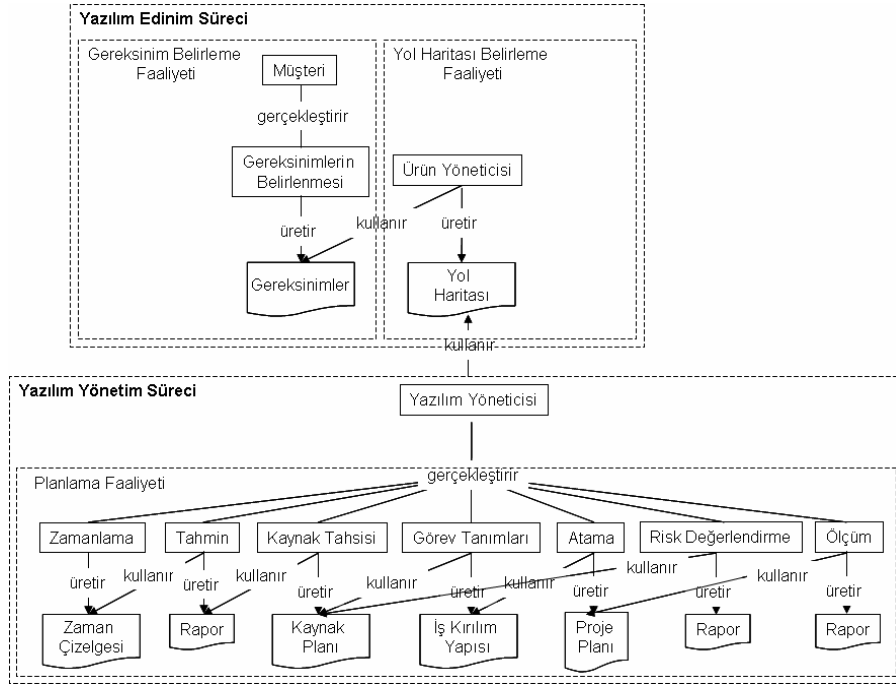 Yazılım Edinim Süreci
Gereksinim Belirleme
Faaliyeti
Yol Haritası Belirleme
Faaliyeti
Müşteri
gerçekleştirir
Gereksinimlerin
Belirlenmesi
Ürün Yöneticisi
üretir
kullanır
üretir
Gereksinimler
Yol
Haritası
kullanır
Yazılım Yönetim Süreci
Yazılım Yöneticisi
gerçekleştirir
Planlama Faaliyeti
Zamanlama
Tahmin
Kaynak Tahsisi
Görev Tanımları
Atama
Risk Değerlendirme
Ölçüm
üretir
kullanır
üretir
kullanır
üretir
kullanır
üretir
kullanır
üretir
kullanır
üretir
kullanır
üretir
Zaman
Çizelgesi
Rapor
Kaynak
Planı
İş Kırılım
Yapısı
Proje
Planı
Rapor
Rapor